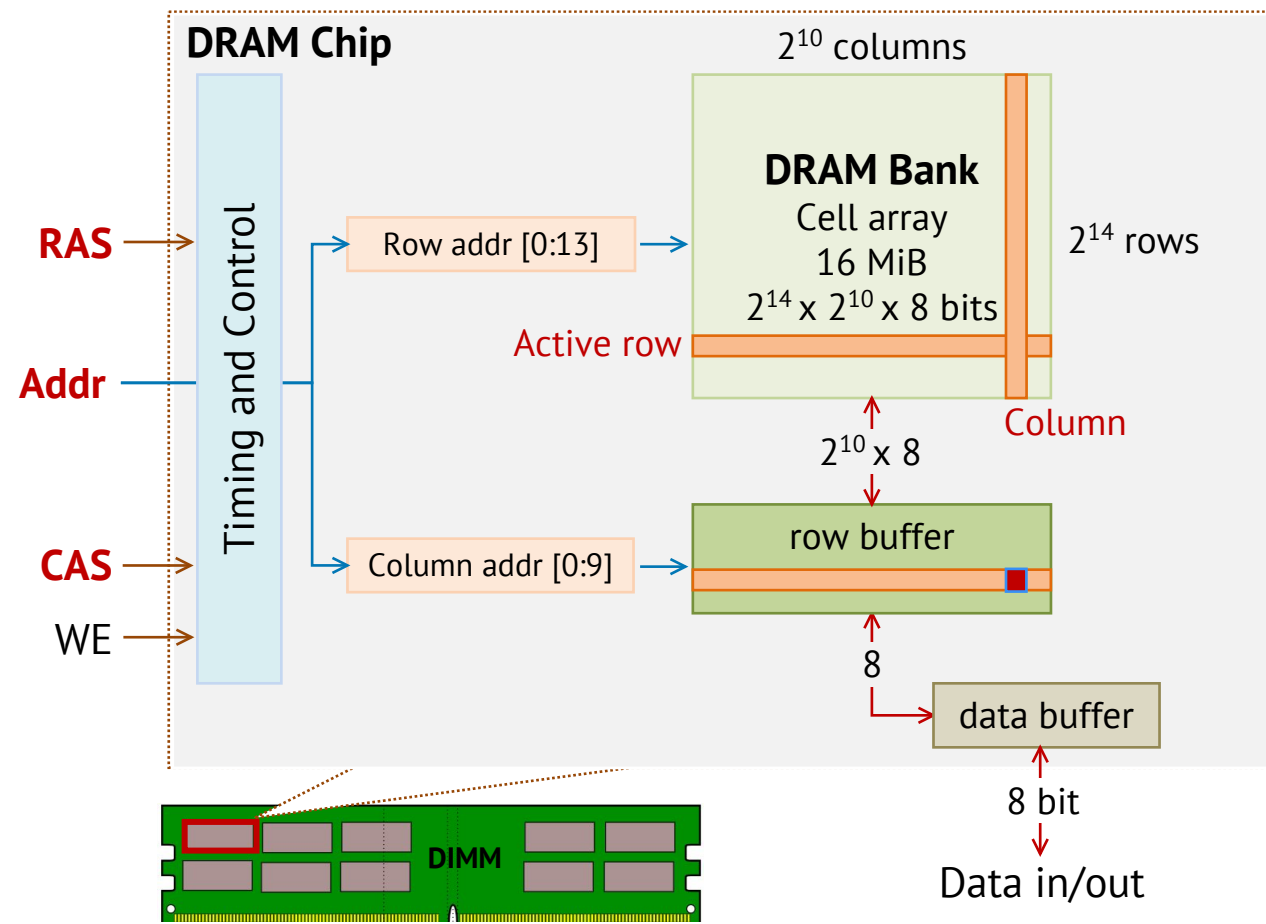 DRAM Chip
2¹⁰ columns
DRAM Bank
Cell array
16 MiB
2¹⁴ x 2¹⁰ x 8 bits
2¹⁴ rows
RAS
Addr
CAS
WE
Timing and Control
Row addr [0:13]
Active row
Column
2¹⁰ x 8
Column addr [0:9]
row buffer
8
data buffer
8 bit
Data in/out
DIMM